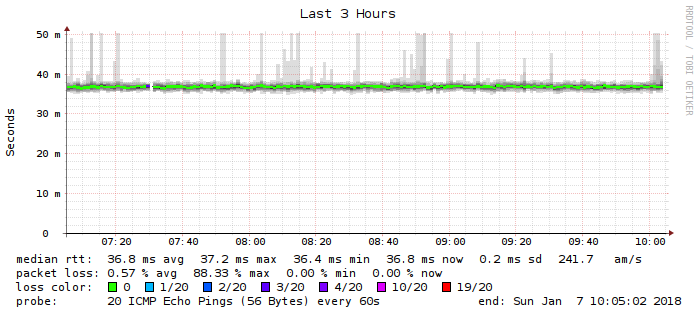 Last 3 Hours
RRDTOOL / TOBI OETIKER
Seconds
50 m
40 m
30 m
20 m
10 m
0
07:20 07:40 08:00 08:20 08:40 09:00 09:20 09:40 10:00
median rtt: 36.8 ms avg 37.2 ms max 36.4 ms min 36.8 ms now 0.2 ms sd 241.7 am/s
packet loss: 0.57 % avg 88.33 % max 0.00 % min 0.00 % now
loss color: 0 1/20 2/20 3/20 4/20 10/20 19/20
probe: 20 ICMP Echo Pings (56 Bytes) every 60s end: Sun Jan 7 10:05:02 2018